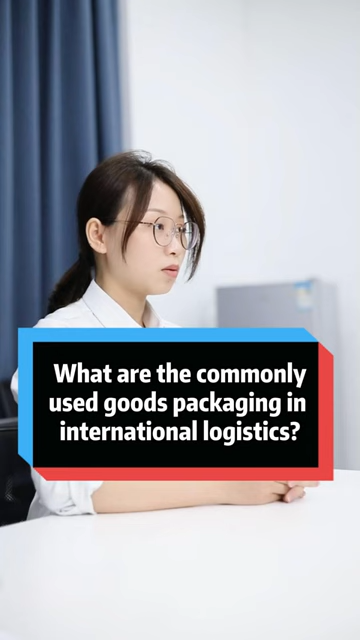 What are the commonly
used goods packaging in
international logistics?